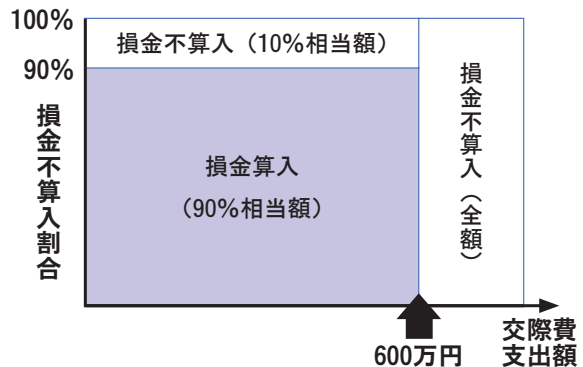 100%
損金不算入（10%相当額）
90%
損金不算入割合
損金算入
（90%相当額）
損金不算入（全額）
600万円
交際費
支出額